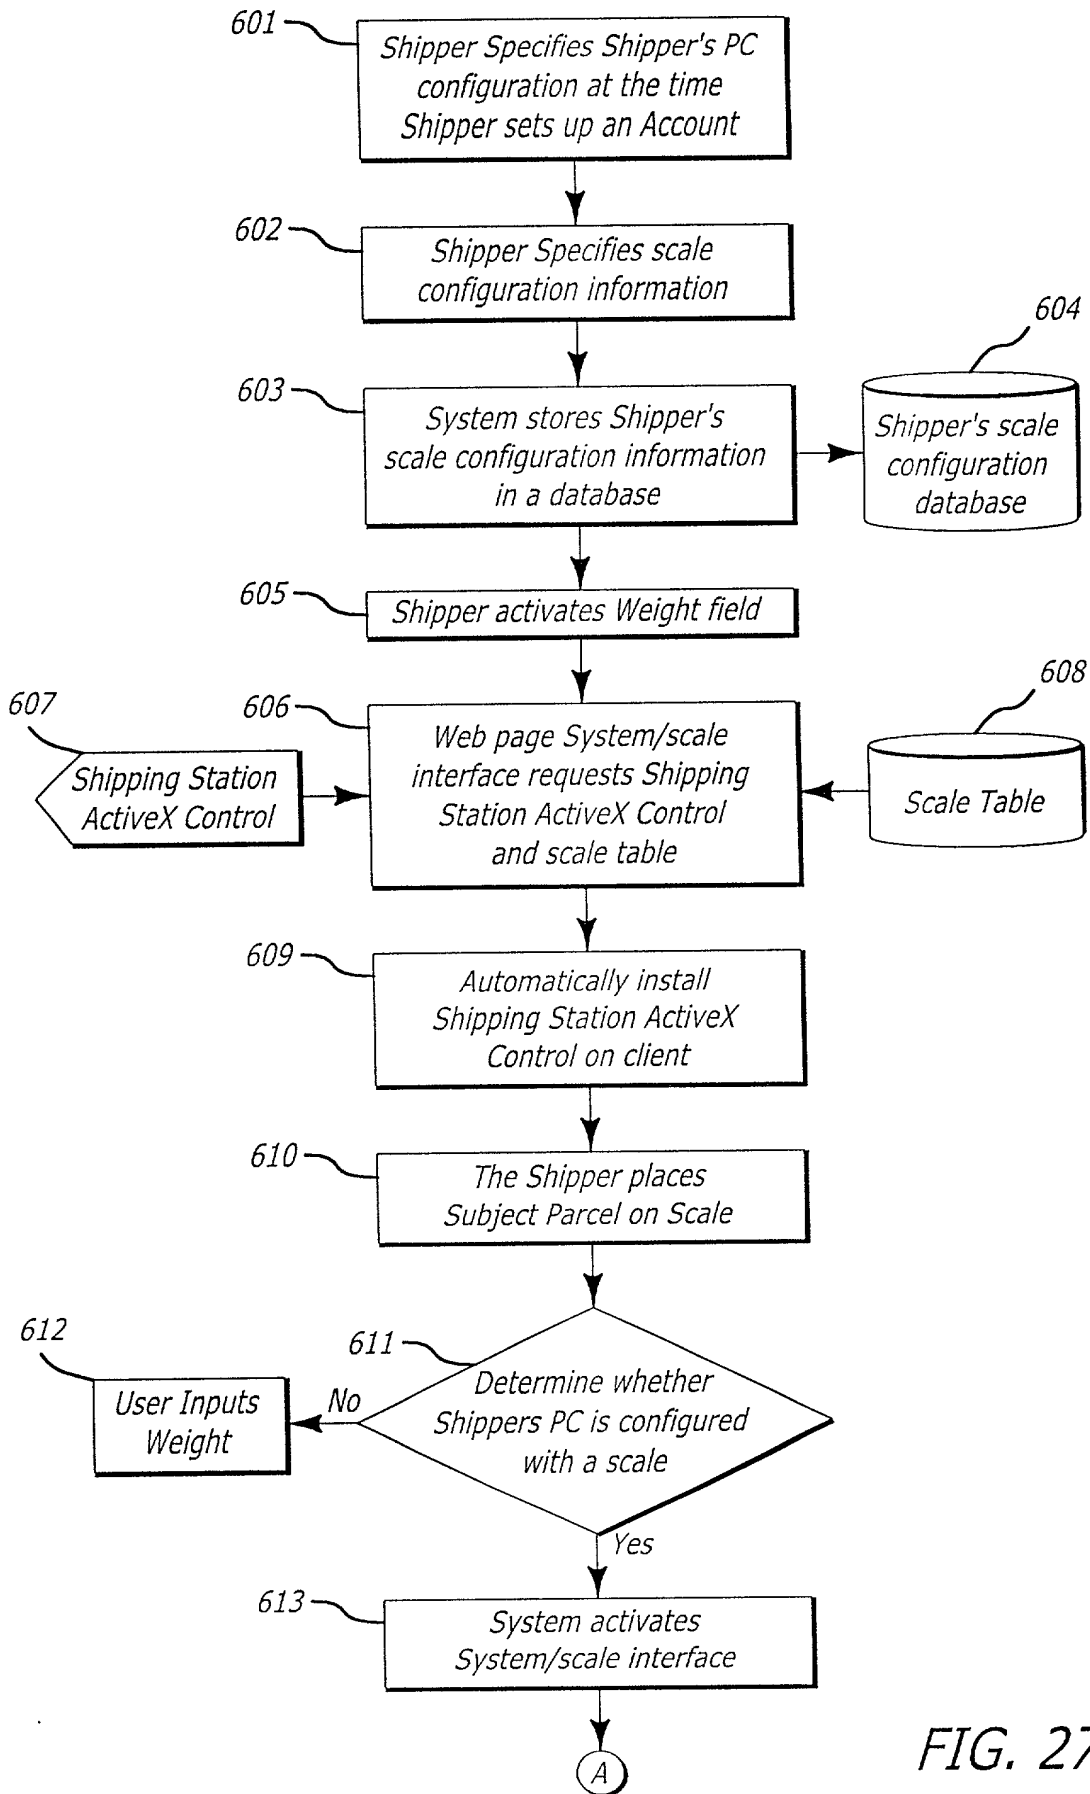 601
Shipper Specifies Shipper's PC
configuration at the time
Shipper sets up an Account
602
Shipper Specifies scale
configuration information
603
System stores Shipper's
scale configuration information
in a database
604
Shipper's scale
configuration
database
605
Shipper activates Weight field
606
Web page System/scale
interface requests Shipping
Station ActiveX Control
and scale table
607
Shipping Station
ActiveX Control
608
Scale Table
609
Automatically install
Shipping Station ActiveX
Control on client
610
The Shipper places
Subject Parcel on Scale
611
Determine whether
Shippers PC is configured
with a scale
No
612
User Inputs
Weight
Yes
613
System activates
System/scale interface
A
FIG. 27